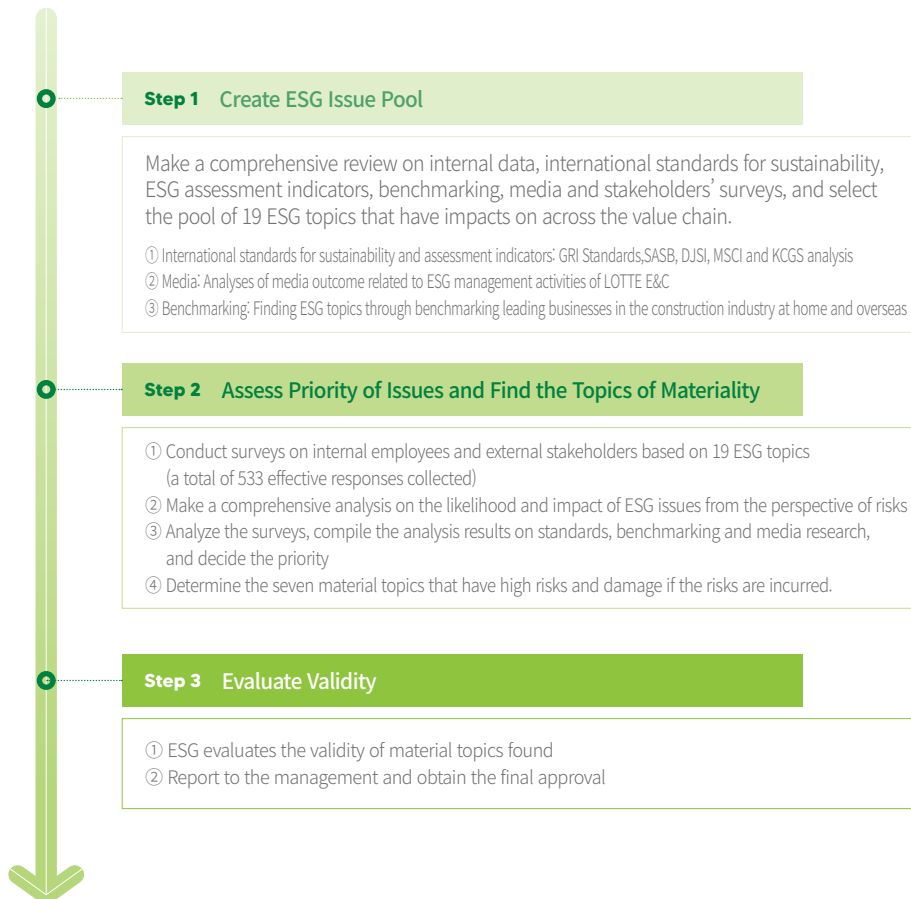 Step 1 Create ESG Issue Pool
Make a comprehensive review on internal data, international standards for sustainability,
ESG assessment indicators, benchmarking, media and stakeholders' surveys, and select
the pool of 19 ESG topics that have impacts on across the value chain.
① International standards for sustainability and assessment indicators: GRI Standards,SASB, DJSI, MSCI and KCGS analysis
② Media: Analyses of media outcome related to ESG management activities of LOTTE E&C
③ Benchmarking: Finding ESG topics through benchmarking leading businesses in the construction industry at home and overseas
Step 2 Assess Priority of Issues and Find the Topics of Materiality
① Conduct surveys on internal employees and external stakeholders based on 19 ESG topics
(a total of 533 effective responses collected)
② Make a comprehensive analysis on the likelihood and impact of ESG issues from the perspective of risks
③ Analyze the surveys, compile the analysis results on standards, benchmarking and media research,
and decide the priority
④ Determine the seven material topics that have high risks and damage if the risks are incurred.
Step 3 Evaluate Validity
① ESG evaluates the validity of material topics found
② Report to the management and obtain the final approval